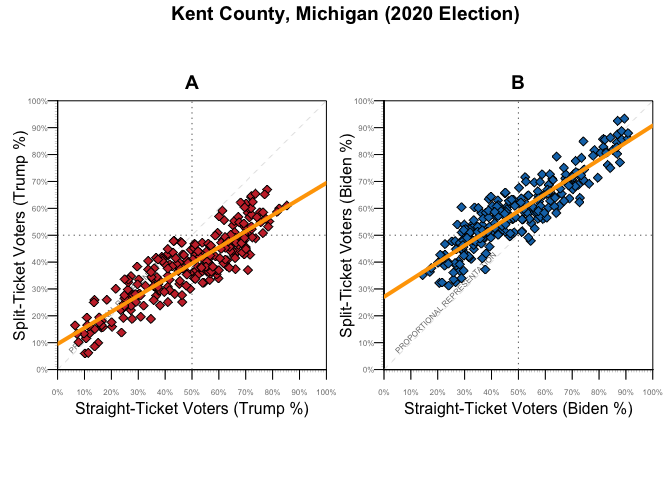 Kent County, Michigan (2020 Election)
A
B
100%
90%
80%
70%
60%
50%
40%
30%
20%
10%
0%
Split-Ticket Voters (Trump %)
0% 10% 20% 30% 40% 50% 60% 70% 80% 90% 100%
Straight-Ticket Voters (Trump %)
100%
90%
80%
70%
60%
50%
40%
30%
20%
10%
0%
Split-Ticket Voters (Biden %)
PROPORTIONAL REPRESENTATION
0% 10% 20% 30% 40% 50% 60% 70% 80% 90% 100%
Straight-Ticket Voters (Biden %)